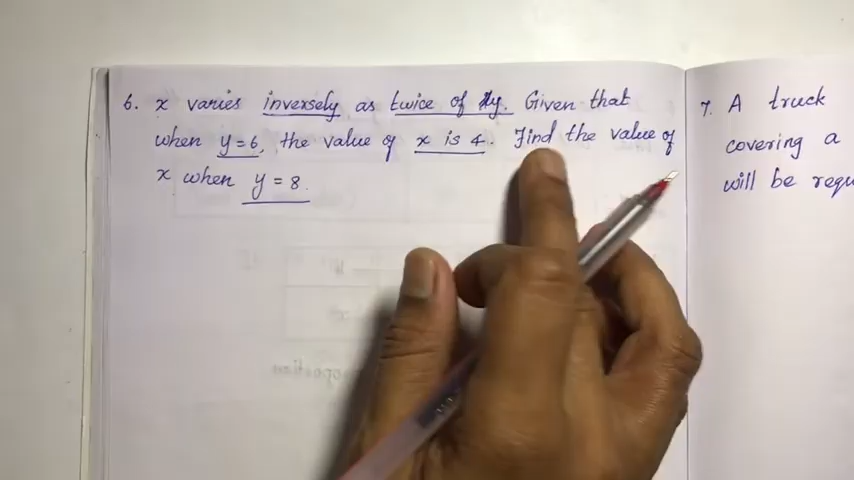 6. x varies inversely as twice of y. Given that
when y = 6, the value of x is 4. Find the value of
x when y = 8.
7. A truck
covering a
will be requ